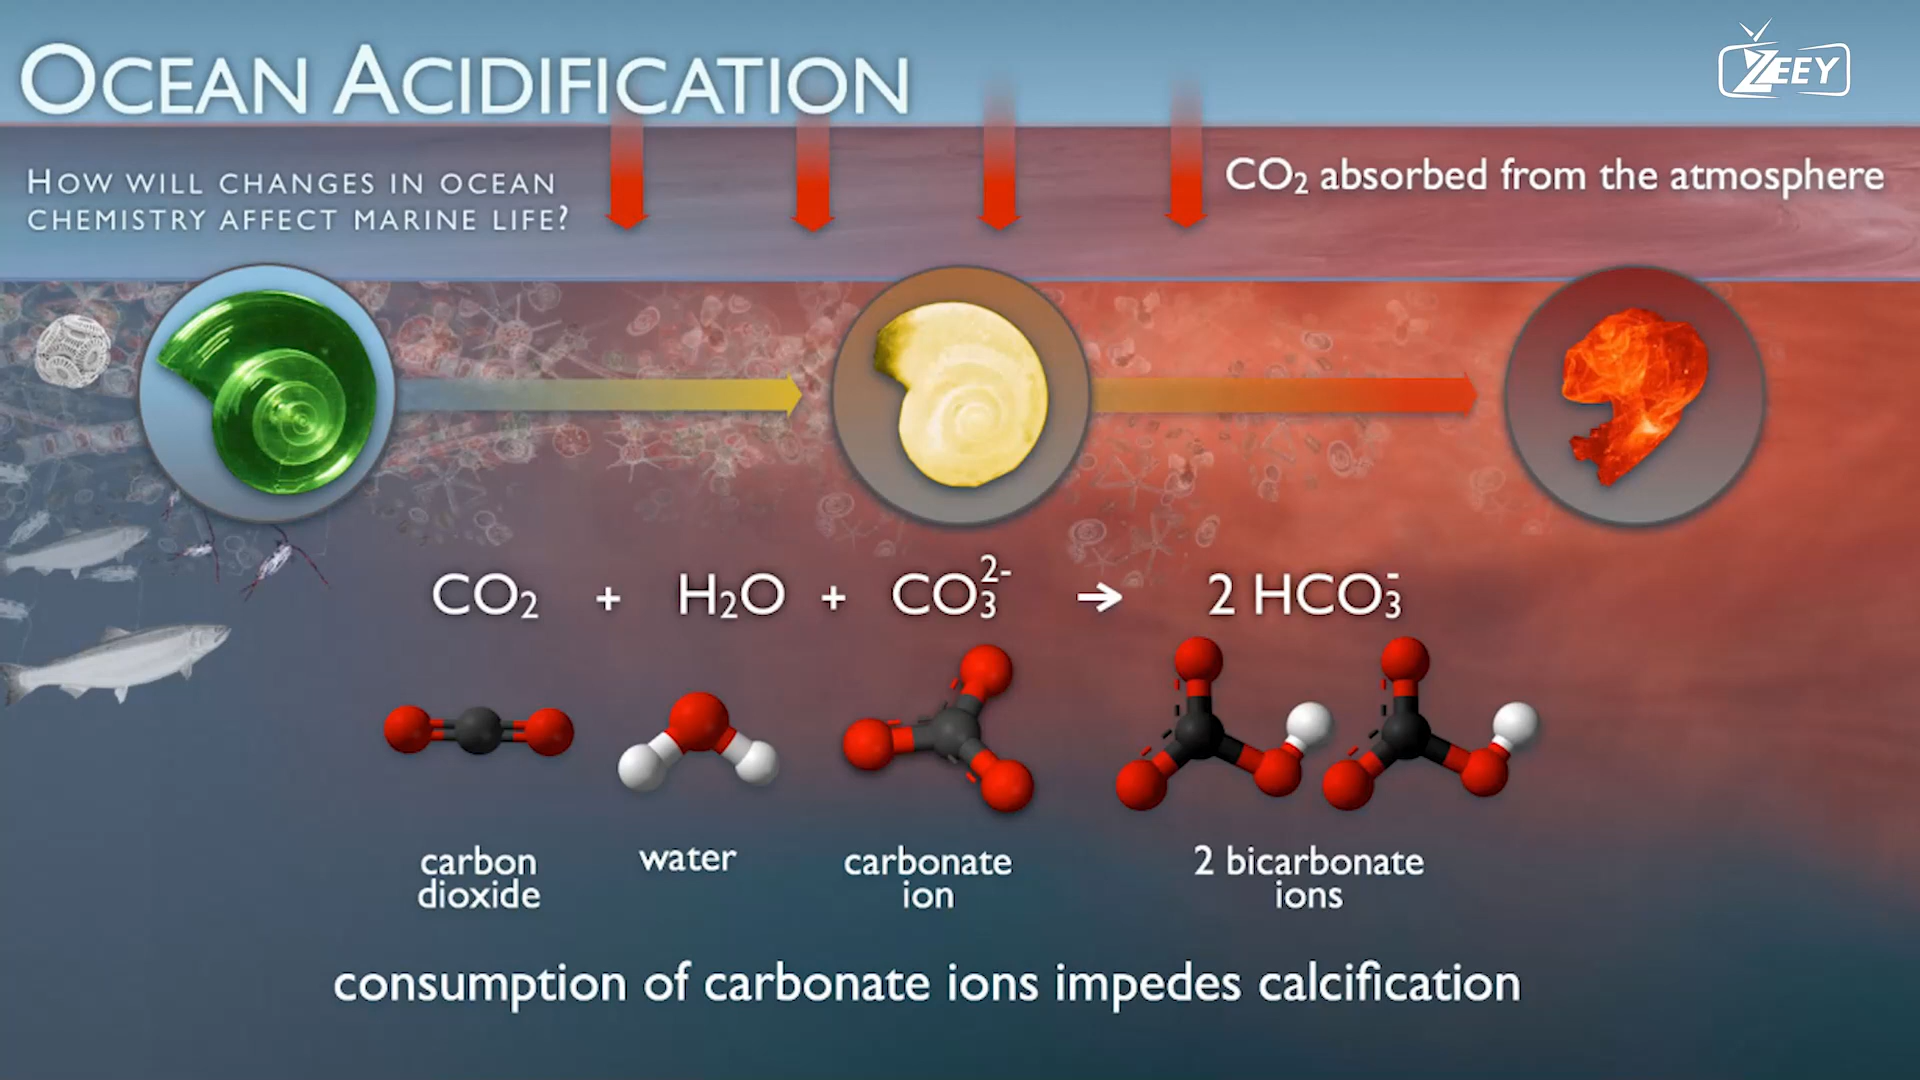 OCEAN ACIDIFICATION
ZEEY
HOW WILL CHANGES IN OCEAN
CHEMISTRY AFFECT MARINE LIFE?
CO₂ absorbed from the atmosphere
CO₂ + H₂O + CO₃²⁻ → 2 HCO₃⁻
carbon
dioxide
water
carbonate
ion
2 bicarbonate
ions
consumption of carbonate ions impedes calcification